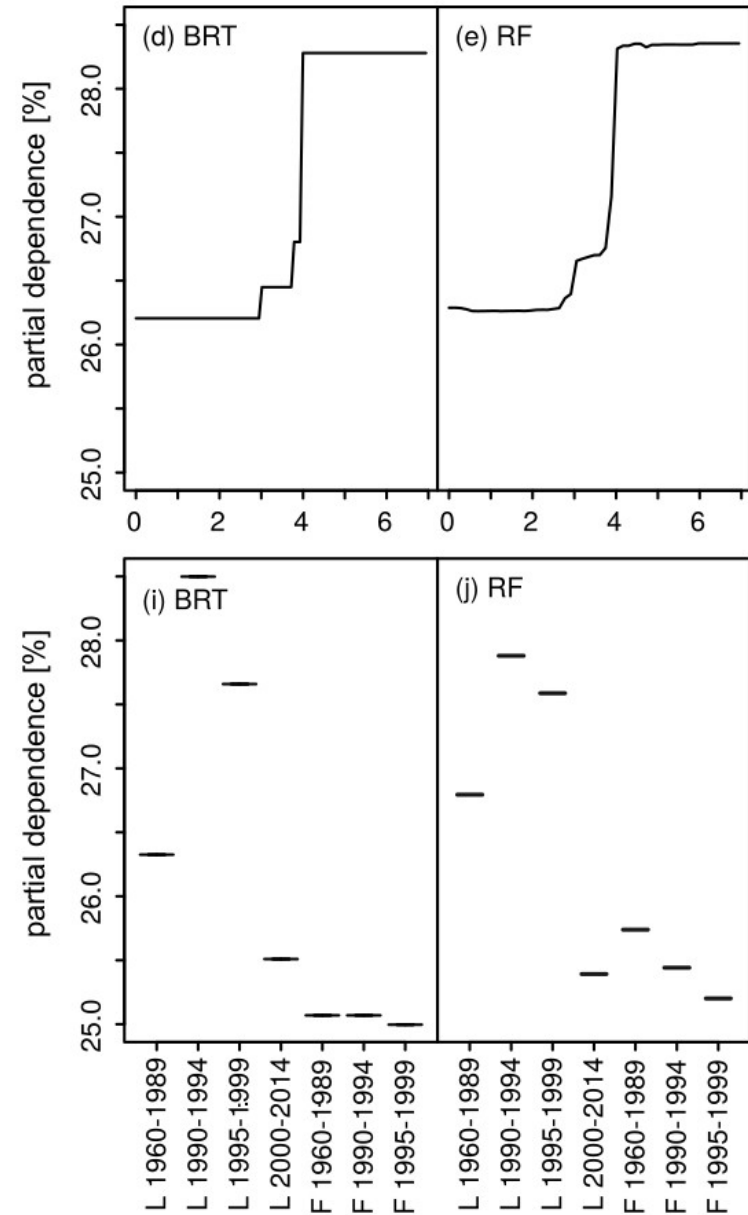 (d) BRT
(e) RF
partial dependence [%]
28.0
27.0
26.0
25.0
0 2 4 6
0 2 4 6
(i) BRT
(j) RF
partial dependence [%]
28.0
27.0
26.0
25.0
L 1960-1989
L 1990-1994
L 1995-1:999
L 2000-2014
F 1960-1989
F 1990-1994
F 1995-1999
L 1960-1989
L 1990-1994
L 1995-1999
L 2000-2014
F 1960-1989
F 1990-1994
F 1995-1999